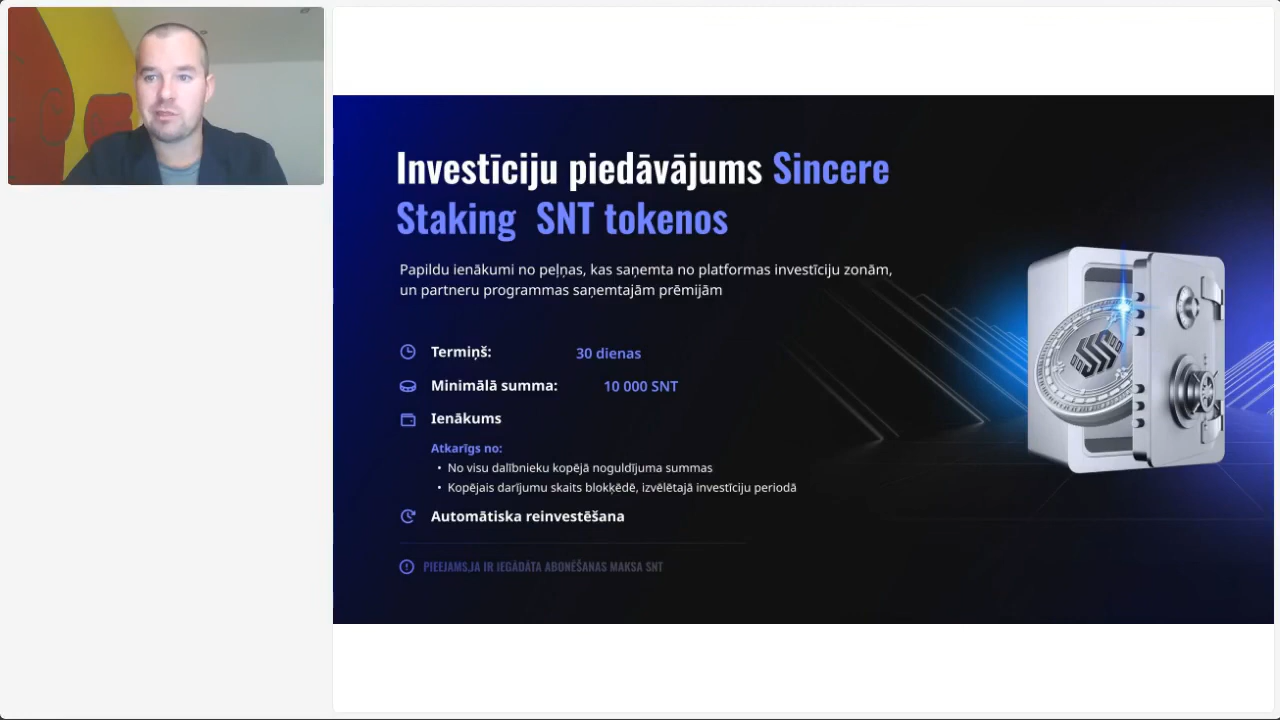 Investīciju piedāvājums Sincere
Staking SNT tokenos
Papildu ienākumi no peļņas, kas saņemta no platformas investīciju zonām,
un partneru programmas saņemtajām prēmijām
Termiņš: 30 dienas
Minimālā summa: 10 000 SNT
Ienākums
Atkarīgs no:
• No visu dalībnieku kopējā noguldījuma summas
• Kopējais darījumu skaits blokķēdē, izvēlētajā investīciju periodā
Automātiska reinvestēšana
PIEEJAMS,JA IR IEGĀDĀTA ABONĒŠANAS MAKSA SNT